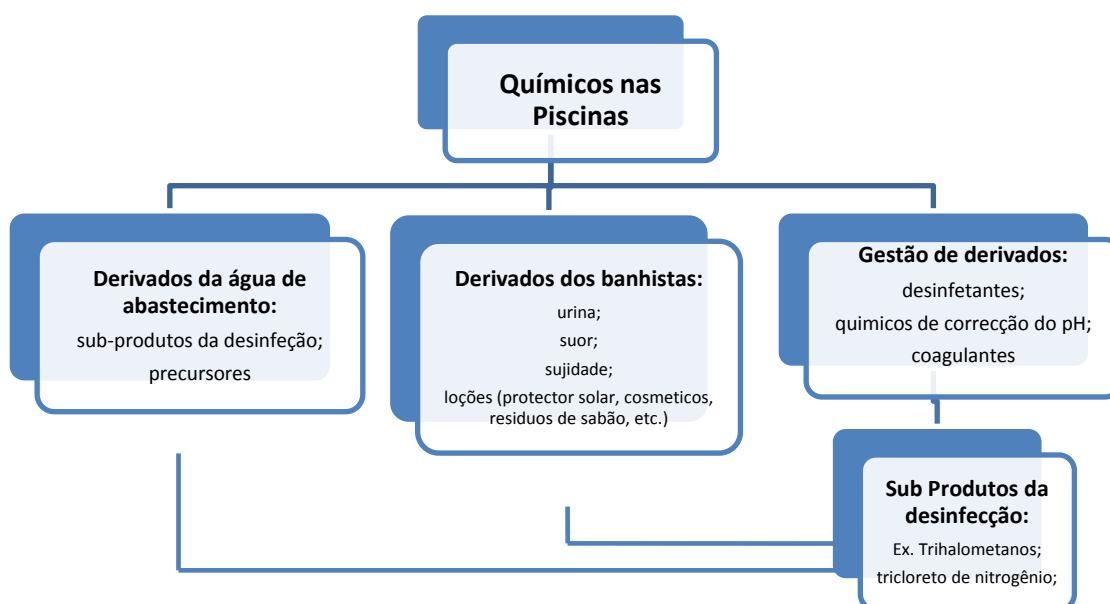 Químicos nas
Piscinas
Derivados da água de
abastecimento:
sub-produtos da desinfeção;
precursores
Derivados dos banhistas:
urina;
suor;
sujidade;
loções (protector solar, cosmeticos,
residuos de sabão, etc.)
Gestão de derivados:
desinfetantes;
quimicos de correcção do pH;
coagulantes
Sub Produtos da
desinfecção:
Ex. Trihalometanos;
tricloreto de nitrogênio;